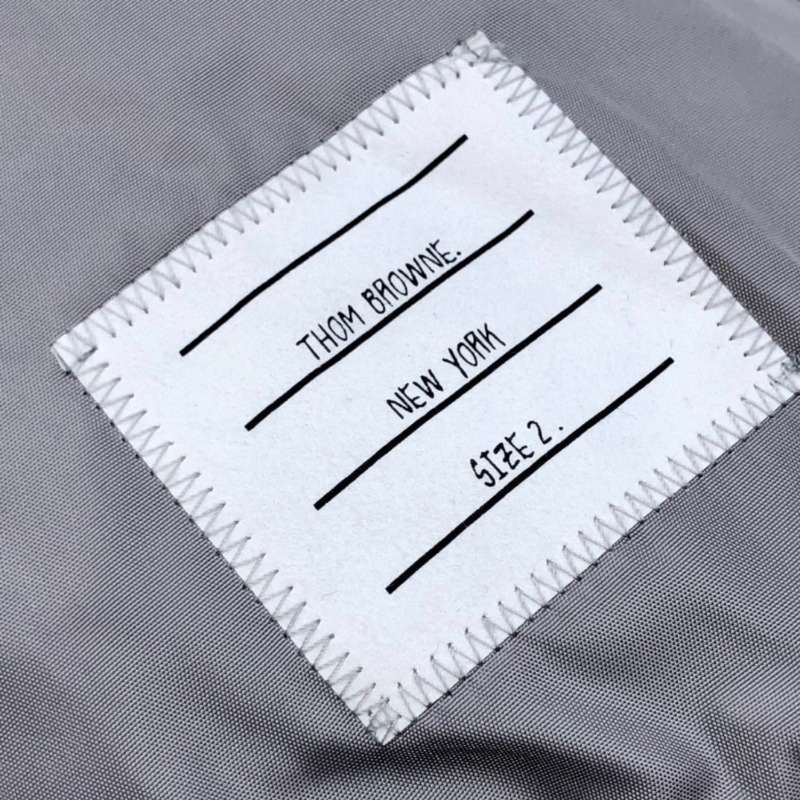 THOM BROWNE.
NEW YORK
SIZE 2.